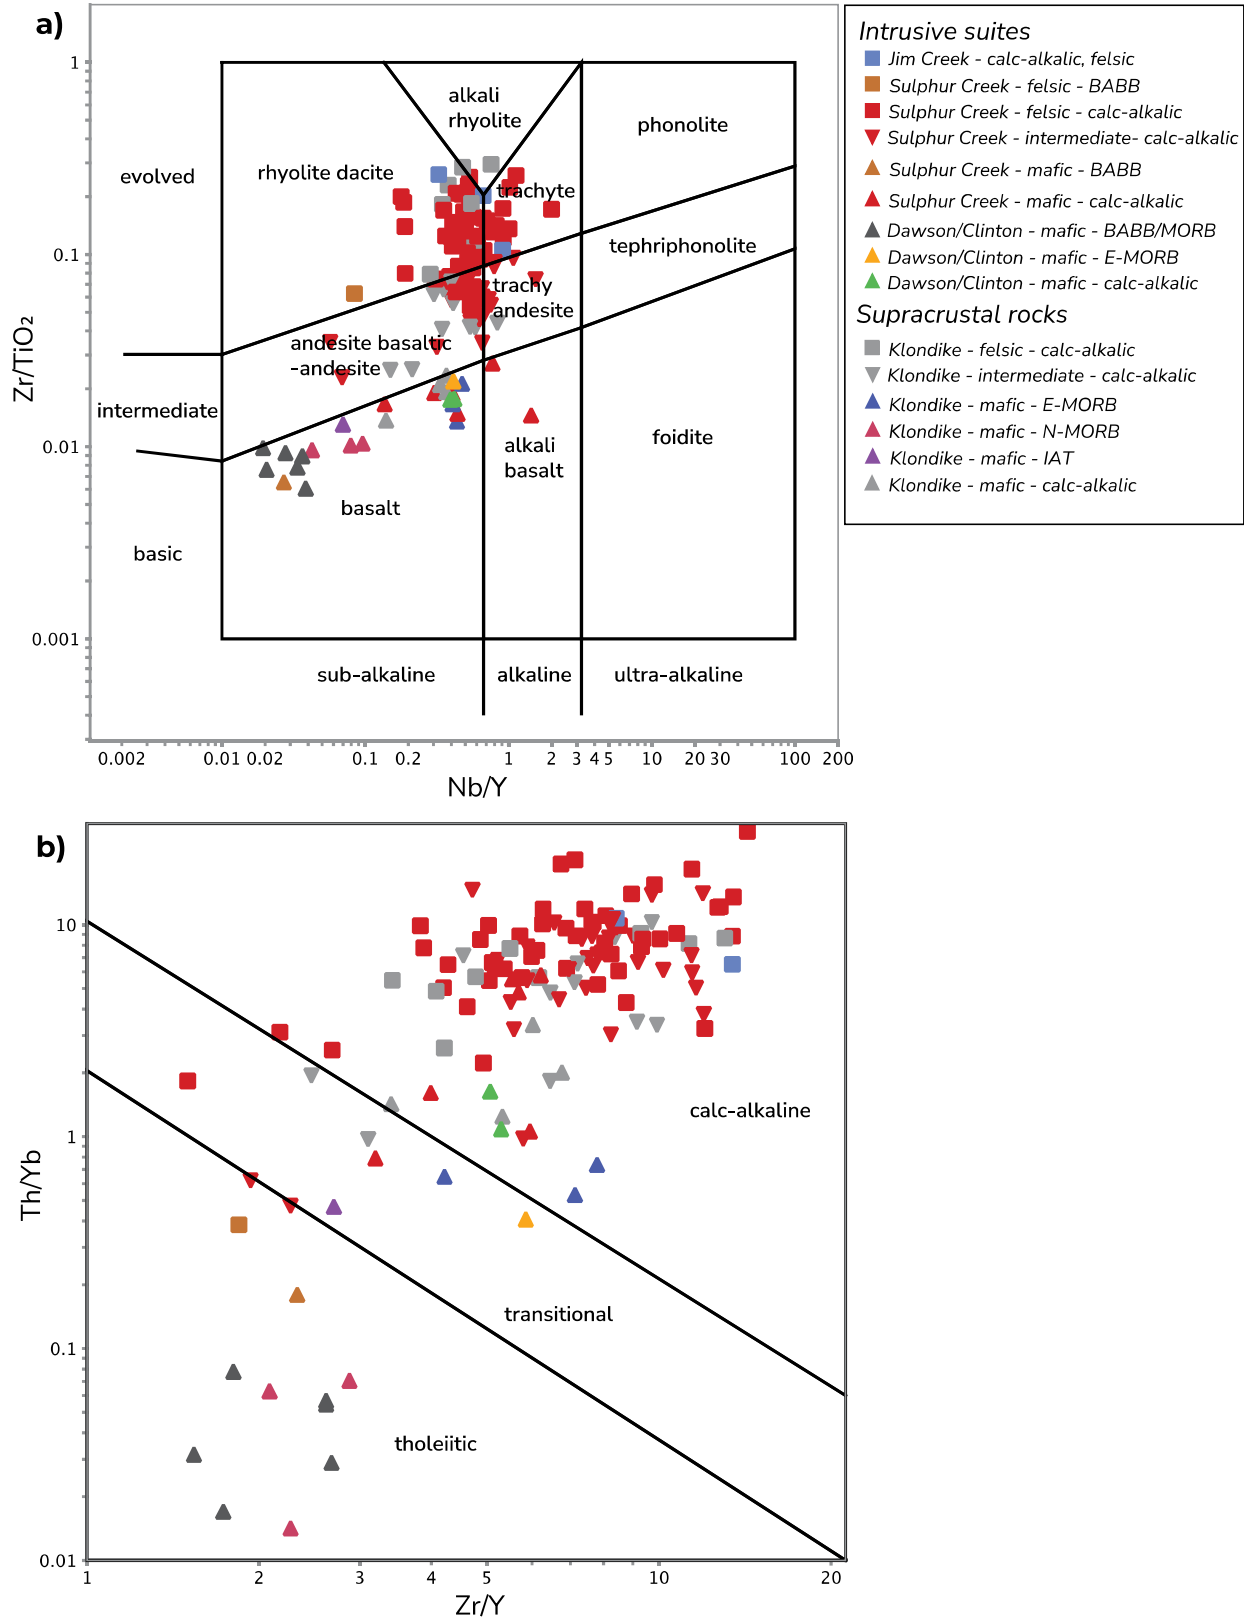 a)
1
0.1
0.01
0.001
Zr/TiO₂
evolved
rhyolite dacite
alkali
rhyolite
phonolite
trachyte
tephriphonolite
trachy
andesite
andesite basaltic
-andesite
intermediate
alkali
basalt
foidite
basalt
basic
sub-alkaline
alkaline
ultra-alkaline
0.002 0.01 0.02 0.1 0.2 1 2 3 4 5 10 20 30 100 200
Nb/Y
Intrusive suites
Jim Creek - calc-alkalic, felsic
Sulphur Creek - felsic - BABB
Sulphur Creek - felsic - calc-alkalic
Sulphur Creek - intermediate- calc-alkalic
Sulphur Creek - mafic - BABB
Sulphur Creek - mafic - calc-alkalic
Dawson/Clinton - mafic - BABB/MORB
Dawson/Clinton - mafic - E-MORB
Dawson/Clinton - mafic - calc-alkalic
Supracrustal rocks
Klondike - felsic - calc-alkalic
Klondike - intermediate - calc-alkalic
Klondike - mafic - E-MORB
Klondike - mafic - N-MORB
Klondike - mafic - IAT
Klondike - mafic - calc-alkalic
b)
10
1
0.1
0.01
Th/Yb
calc-alkaline
transitional
tholeiitic
1 2 3 4 5 10 20
Zr/Y